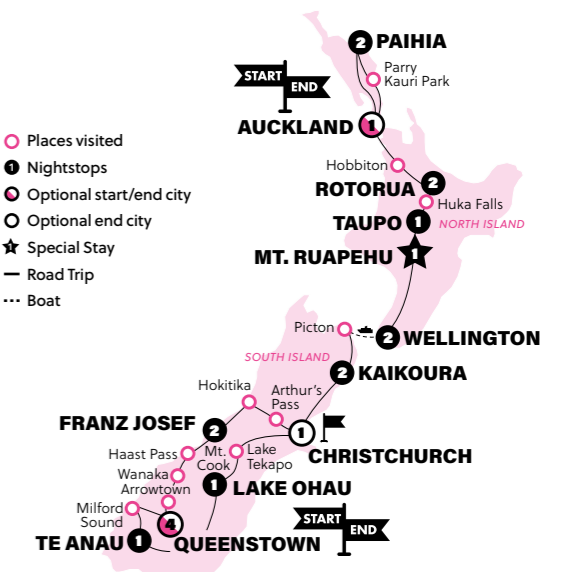 2 PAIHIA
Parry
Kauri Park
START
END
AUCKLAND 1
Hobbiton
ROTORUA 2
Huka Falls
TAUPO 1
NORTH ISLAND
MT. RUAPEHU 1
Places visited
1 Nightstops
Optional start/end city
Optional end city
1 Special Stay
Road Trip
Boat
Picton
2 WELLINGTON
SOUTH ISLAND
2 KAIKOURA
Hokitika
Arthur's
Pass
FRANZ JOSEF 2
1
CHRISTCHURCH
Haast Pass
Mt.
Cook
Lake
Tekapo
Wanaka
Arrowtown
1 LAKE OHAU
Milford
Sound
4
START
END
TE ANAU 1
QUEENSTOWN